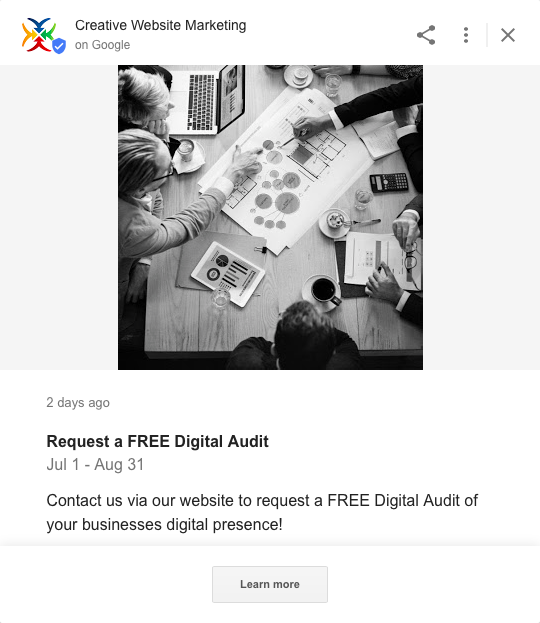 Creative Website Marketing
on Google
2 days ago
Request a FREE Digital Audit
Jul 1 - Aug 31
Contact us via our website to request a FREE Digital Audit of
your businesses digital presence!
Learn more